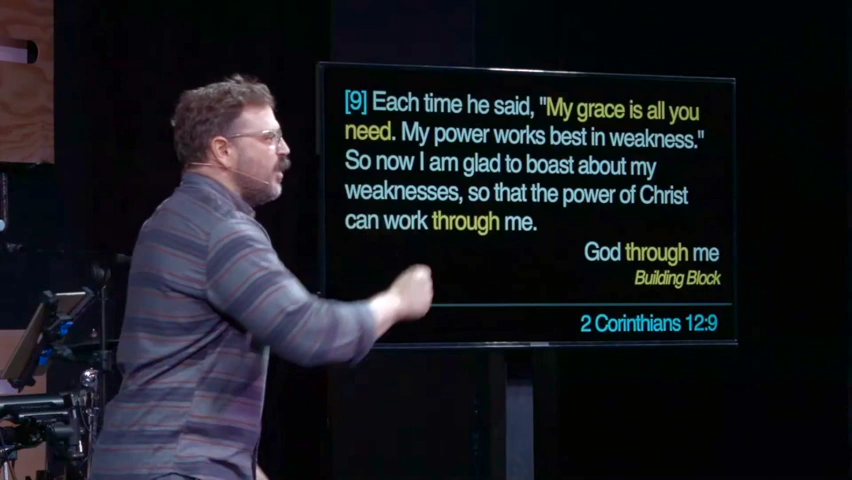 [9] Each time he said, "My grace is all you
need. My power works best in weakness."
So now I am glad to boast about my
weaknesses, so that the power of Christ
can work through me.
God through me
Building Block
2 Corinthians 12:9